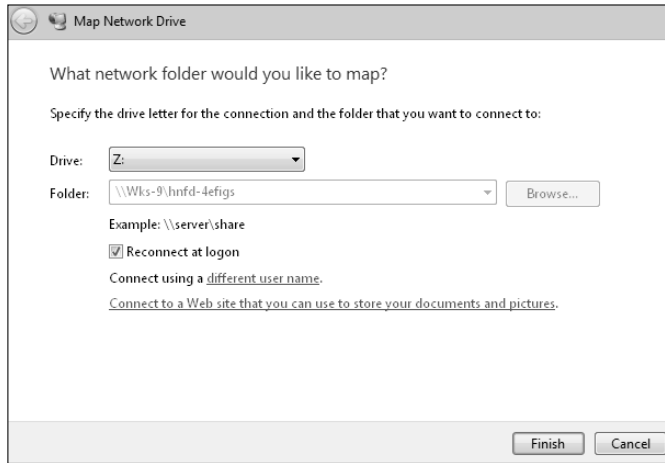 Map Network Drive
What network folder would you like to map?
Specify the drive letter for the connection and the folder that you want to connect to:
Drive: Z:
Folder: \\Wks-9\hnfd-4efigs Browse...
Example: \\server\share
Reconnect at logon
Connect using a different user name.
Connect to a Web site that you can use to store your documents and pictures.
Finish Cancel